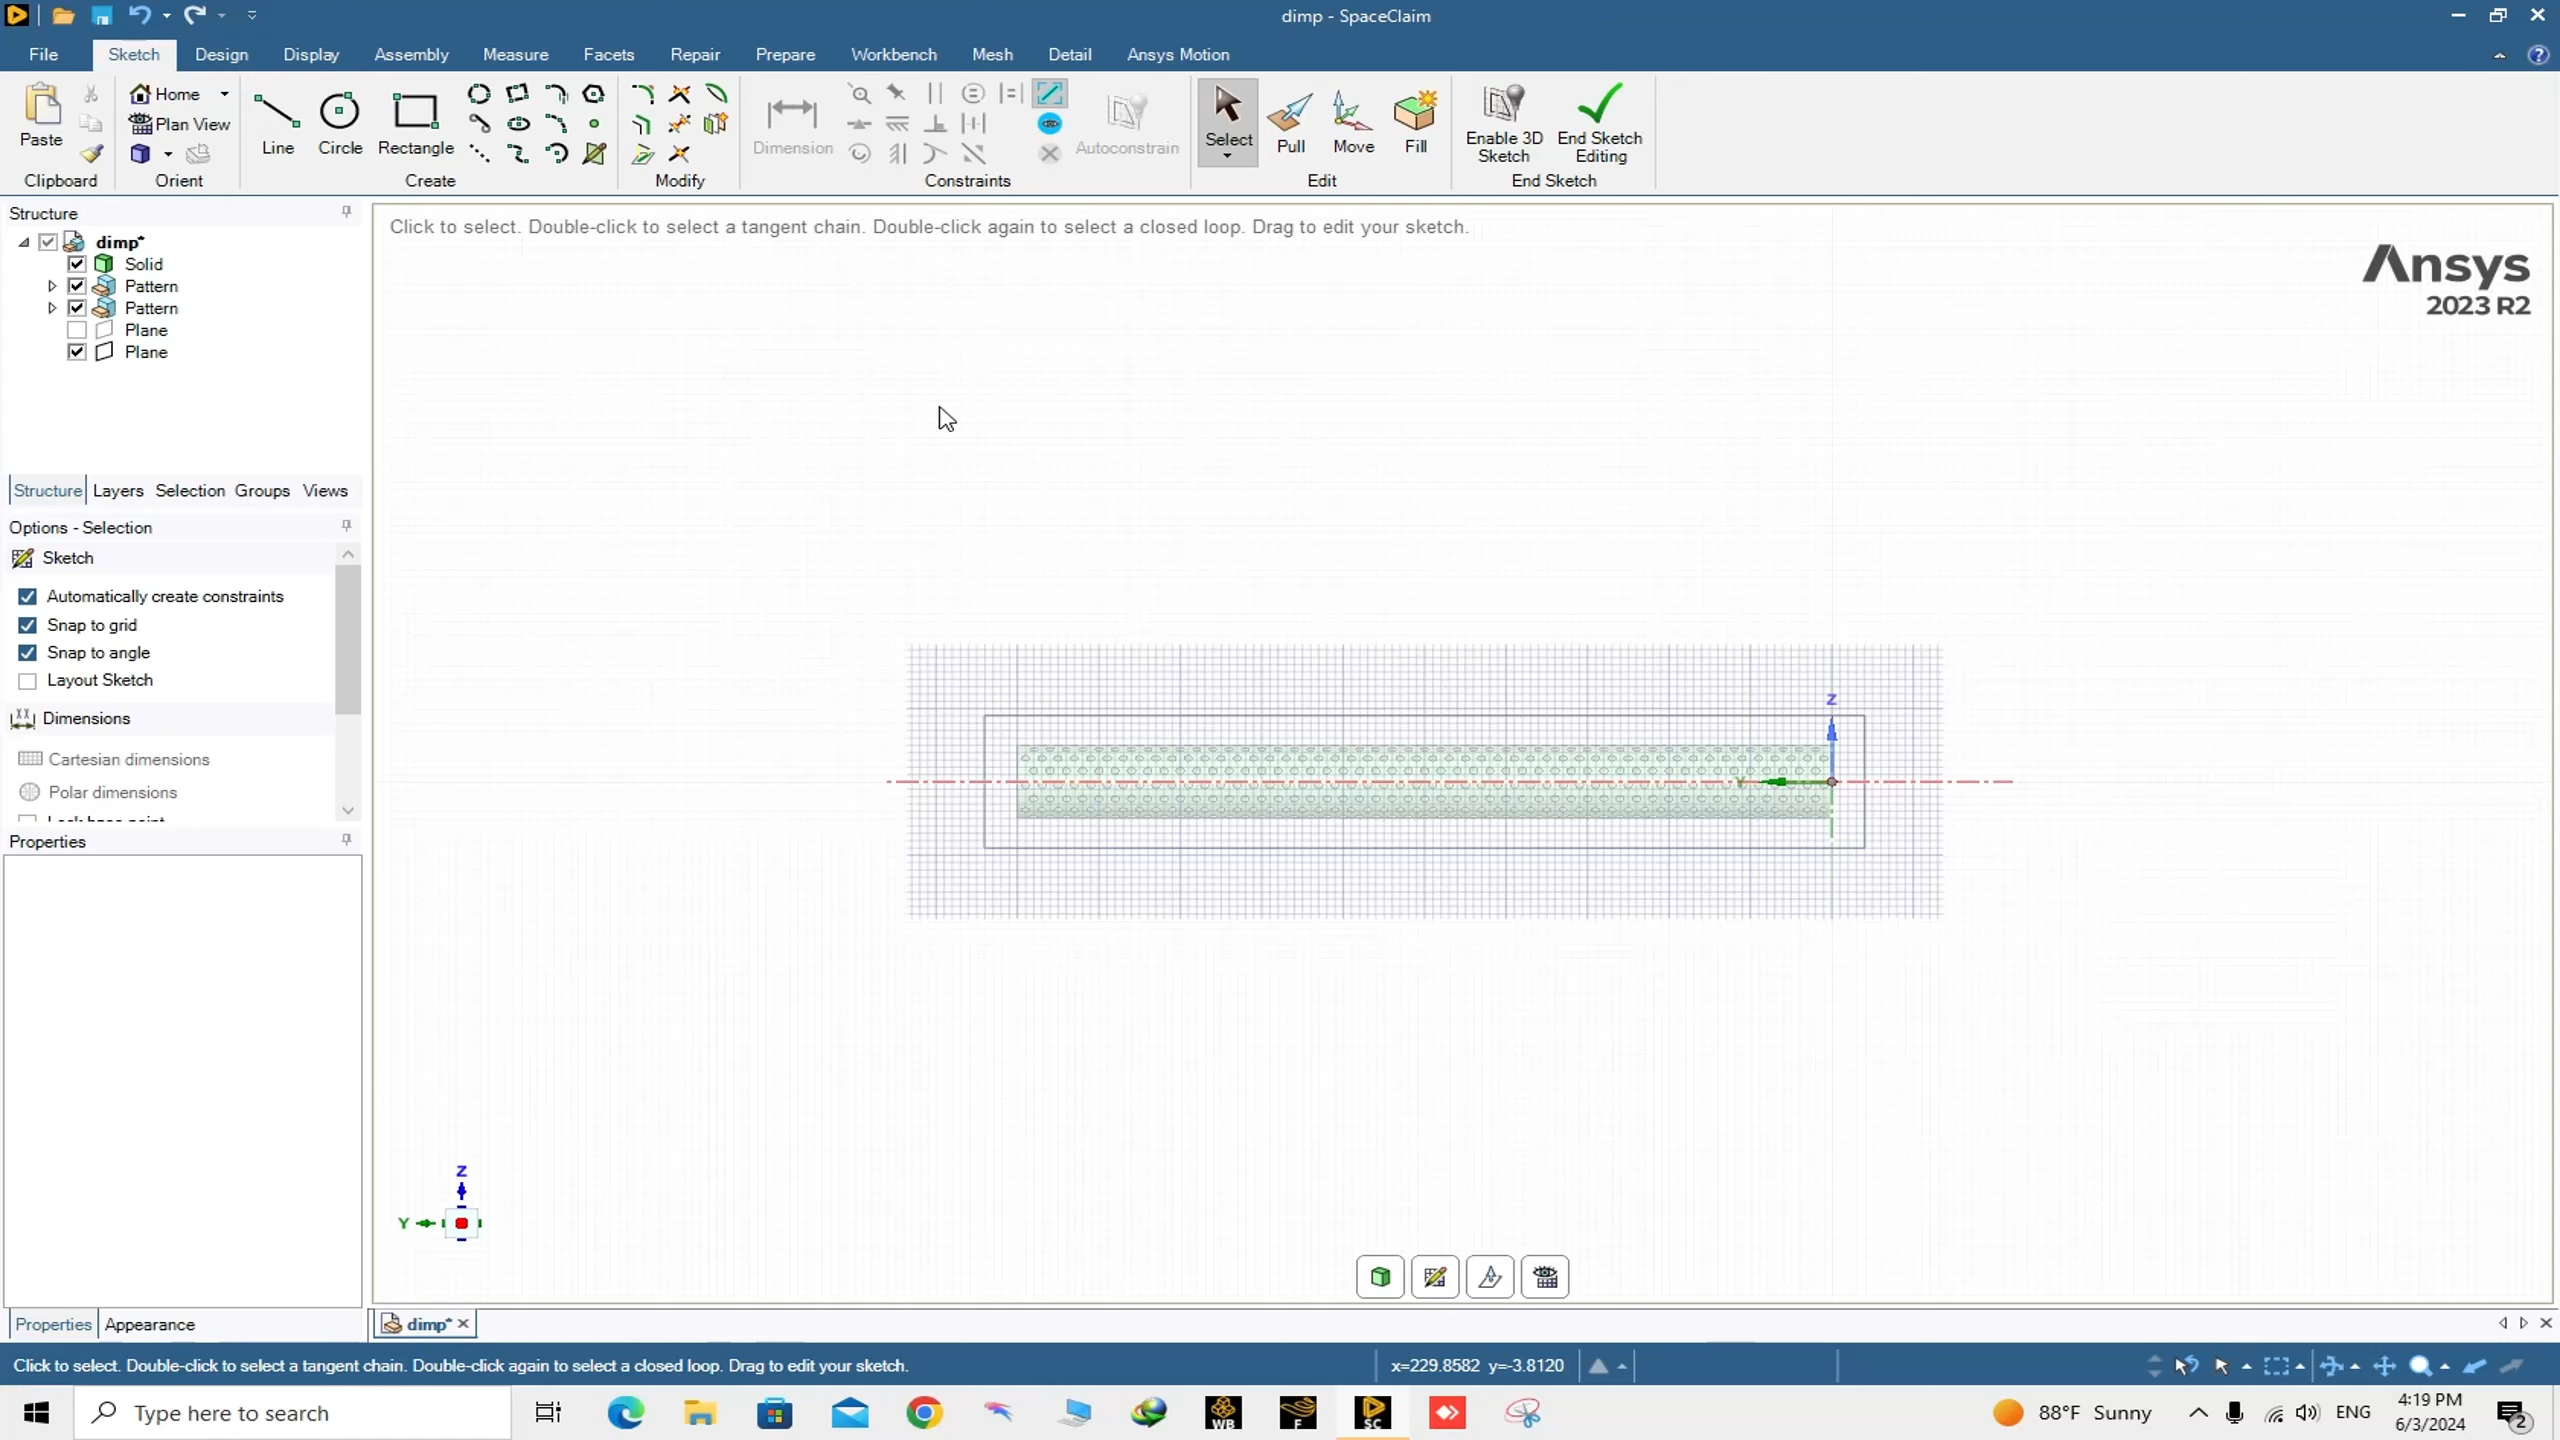 dimp - SpaceClaim
File Sketch Design Display Assembly Measure Facets Repair Prepare Workbench Mesh Detail Ansys Motion
Paste
Home
Plan View
Line Circle Rectangle
Dimension
Autoconstrain
Select Pull Move Fill
Enable 3D Sketch
End Sketch Editing
Clipboard Orient Create Modify Constraints Edit End Sketch
Structure
dimp*
Solid
Pattern
Pattern
Plane
Plane
Structure Layers Selection Groups Views
Options - Selection
Sketch
Automatically create constraints
Snap to grid
Snap to angle
Layout Sketch
Dimensions
Cartesian dimensions
Polar dimensions
Lock base point
Properties
Properties Appearance
Click to select. Double-click to select a tangent chain. Double-click again to select a closed loop. Drag to edit your sketch.
Ansys
2023 R2
Z
Y
Z
Y
dimp*
Click to select. Double-click to select a tangent chain. Double-click again to select a closed loop. Drag to edit your sketch.
x=229.8582 y=-3.8120
Type here to search
WB
F
SC
88°F Sunny
ENG
4:19 PM
6/3/2024
2